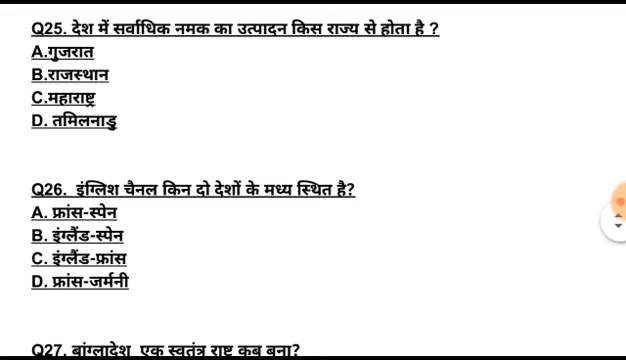 Q25. देश में सर्वाधिक नमक का उत्पादन किस राज्य से होता है ?
A.गुजरात
B.राजस्थान
C.महाराष्ट्र
D. तमिलनाडु
Q26. इंग्लिश चैनल किन दो देशों के मध्य स्थित है?
A. फ्रांस-स्पेन
B. इंग्लैंड-स्पेन
C. इंग्लैंड-फ्रांस
D. फ्रांस-जर्मनी
Q27. बांग्लादेश एक स्वतंत्र राष्ट्र कब बना?